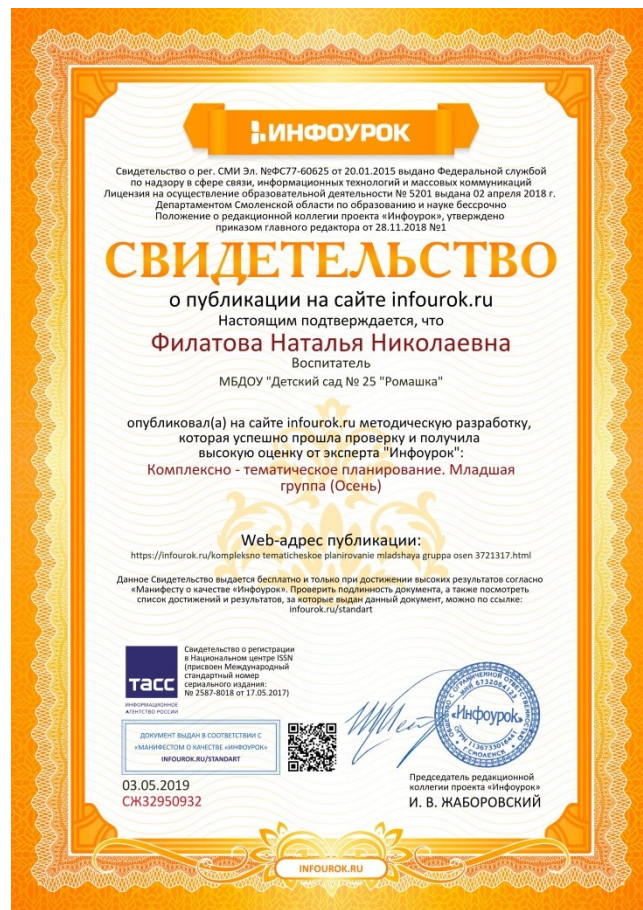 ИНФОУРОК
Свидетельство о рег. СМИ Эл. №ФС77-60625 от 20.01.2015 выдано Федеральной службой
по надзору в сфере связи, информационных технологий и массовых коммуникаций
Лицензия на осуществление образовательной деятельности № 5201 выдана 02 апреля 2018 г.
Департаментом Смоленской области по образованию и науке бессрочно
Положение о редакционной коллегии проекта «Инфоурок», утверждено
приказом главного редактора от 28.11.2018 №1
СВИДЕТЕЛЬСТВО
о публикации на сайте infourok.ru
Настоящим подтверждается, что
Филатова Наталья Николаевна
Воспитатель
МБДОУ "Детский сад № 25 "Ромашка"
опубликовал(а) на сайте infourok.ru методическую разработку,
которая успешно прошла проверку и получила
высокую оценку от эксперта "Инфоурок":
Комплексно - тематическое планирование. Младшая
группа (Осень)
Web-адрес публикации:
https://infourok.ru/kompleksno tematicheskoe planirovanie mladshaya gruppa osen 3721317.html
Данное Свидетельство выдается бесплатно и только при достижении высоких результатов согласно
«Манифесту о качестве «Инфоурок». Проверить подлинность документа, а также посмотреть
список достижений и результатов, за которые выдан данный документ, можно по ссылке:
infourok.ru/standart
Свидетельство о регистрации
в Национальном центре ISSN
(присвоен Международный
стандартный номер
сериального издания:
№ 2587-8018 от 17.05.2017)
ТАСС
ИНФОРМАЦИОННОЕ
АГЕНТСТВО РОССИИ
ДОКУМЕНТ ВЫДАН В СООТВЕТСТВИИ С
«МАНИФЕСТОМ О КАЧЕСТВЕ «ИНФОУРОК»
INFOUROK.RU/STANDART
03.05.2019
СЖ32950932
ОБЩЕСТВО С ОГРАНИЧЕННОЙ ОТВЕТСТВЕННОСТЬЮ
ИНН 6732064123
«Инфоурок»
ОГРН 1136733016441
Г. СМОЛЕНСК
Председатель редакционной
коллегии проекта «Инфоурок»
И. В. ЖАБОРОВСКИЙ
INFOUROK.RU